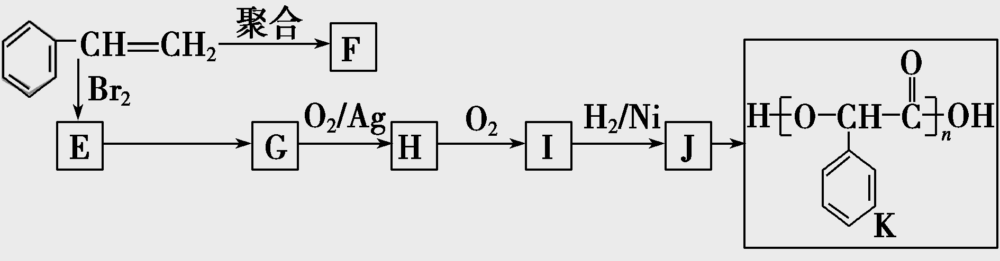 CH=CH₂ 聚合 F
Br₂
E G O₂/Ag H O₂ I H₂/Ni J
O
H[O—CH—C]ₙOH
K